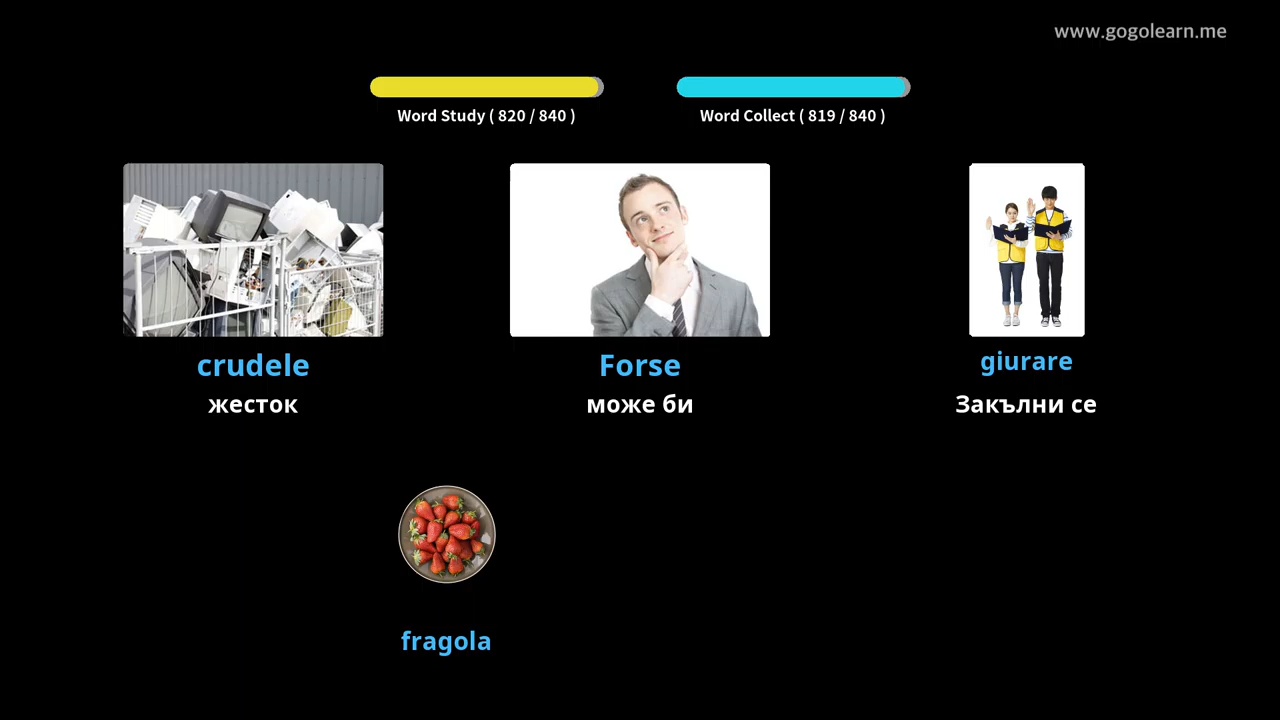 www.gogolearn.me
Word Study ( 820 / 840 )
Word Collect ( 819 / 840 )
crudele
Forse
giurare
жесток
може би
Закълни се
fragola